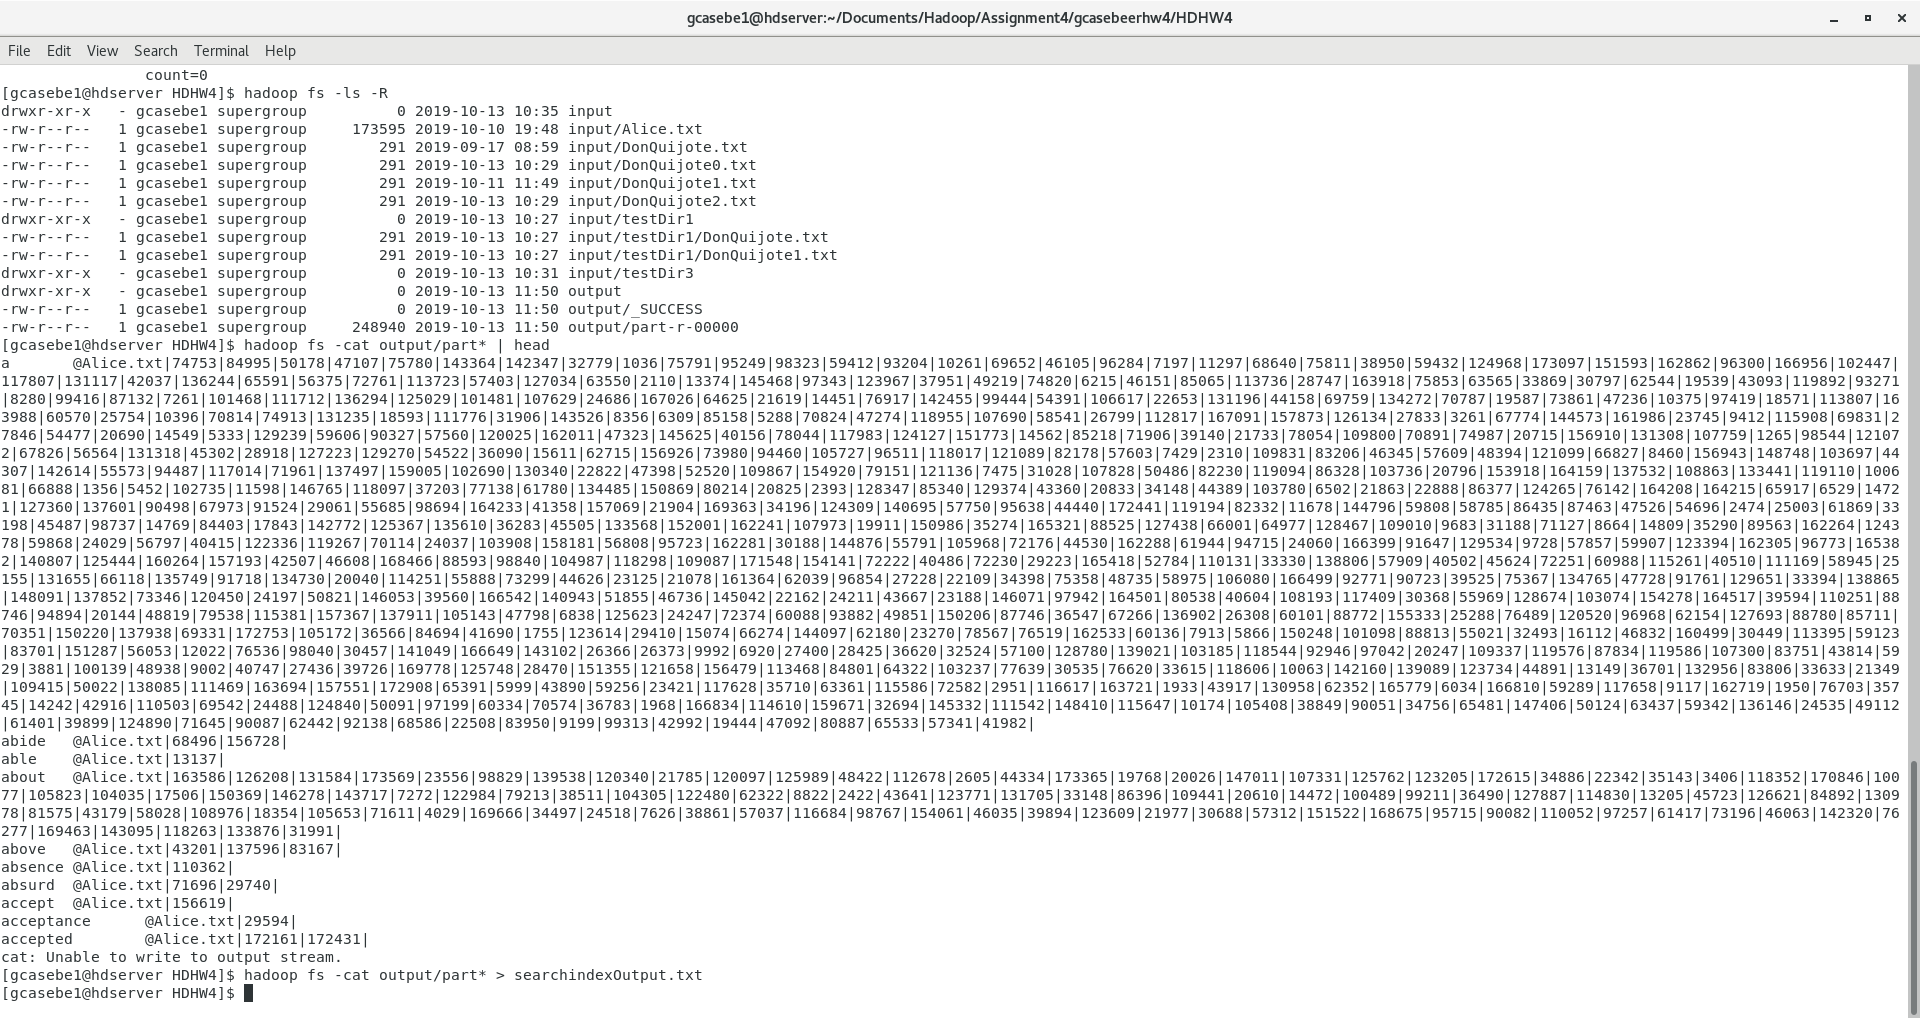 gcasebe1@hdserver:~/Documents/Hadoop/Assignment4/gcasebeerhw4/HDHW4
File Edit View Search Terminal Help
count=0
[gcasebe1@hdserver HDHW4]$ hadoop fs -ls -R
drwxr-xr-x   - gcasebe1 supergroup          0 2019-10-13 10:35 input
-rw-r--r--   1 gcasebe1 supergroup     173595 2019-10-10 19:48 input/Alice.txt
-rw-r--r--   1 gcasebe1 supergroup        291 2019-09-17 08:59 input/DonQuijote.txt
-rw-r--r--   1 gcasebe1 supergroup        291 2019-10-13 10:29 input/DonQuijote0.txt
-rw-r--r--   1 gcasebe1 supergroup        291 2019-10-11 11:49 input/DonQuijote1.txt
-rw-r--r--   1 gcasebe1 supergroup        291 2019-10-13 10:29 input/DonQuijote2.txt
drwxr-xr-x   - gcasebe1 supergroup          0 2019-10-13 10:27 input/testDir1
-rw-r--r--   1 gcasebe1 supergroup        291 2019-10-13 10:27 input/testDir1/DonQuijote.txt
-rw-r--r--   1 gcasebe1 supergroup        291 2019-10-13 10:27 input/testDir1/DonQuijote1.txt
drwxr-xr-x   - gcasebe1 supergroup          0 2019-10-13 10:31 input/testDir3
drwxr-xr-x   - gcasebe1 supergroup          0 2019-10-13 11:50 output
-rw-r--r--   1 gcasebe1 supergroup          0 2019-10-13 11:50 output/_SUCCESS
-rw-r--r--   1 gcasebe1 supergroup     248940 2019-10-13 11:50 output/part-r-00000
[gcasebe1@hdserver HDHW4]$ hadoop fs -cat output/part* | head
a       @Alice.txt|74753|84995|50178|47107|75780|143364|142347|32779|1036|75791|95249|98323|59412|93204|10261|69652|46105|96284|7197|11297|68640|75811|38950|59432|124968|173097|151593|162862|96300|166956|102447|
117807|131117|42037|136244|65591|56375|72761|113723|57403|127034|63550|2110|13374|145468|97343|123967|37951|49219|74820|6215|46151|85065|113736|28747|163918|75853|63565|33869|30797|62544|19539|43093|119892|93271
|8280|99416|87132|7261|101468|111712|136294|125029|101481|107629|24686|167026|64625|21619|14451|76917|142455|99444|54391|106617|22653|131196|44158|69759|134272|70787|19587|73861|47236|10375|97419|18571|113807|16
3988|60570|25754|10396|70814|74913|131235|18593|111776|31906|143526|8356|6309|85158|5288|70824|47274|118955|107690|58541|26799|112817|167091|157873|126134|27833|3261|67774|144573|161986|23745|9412|115908|69831|2
7846|54477|20690|14549|5333|129239|59606|90327|57560|120025|162011|47323|145625|40156|78044|117983|124127|151773|14562|85218|71906|39140|21733|78054|109800|70891|74987|20715|156910|131308|107759|1265|98544|12107
2|67826|56564|131318|45302|28918|127223|129270|54522|36090|15611|62715|156926|73980|94460|105727|96511|118017|121089|82178|57603|7429|2310|109831|83206|46345|57609|48394|121099|66827|8460|156943|148748|103697|44
307|142614|55573|94487|117014|71961|137497|159005|102690|130340|22822|47398|52520|109867|154920|79151|121136|7475|31028|107828|50486|82230|119094|86328|103736|20796|153918|164159|137532|108863|133441|119110|1006
81|66888|1356|5452|102735|11598|146765|118097|37203|77138|61780|134485|150869|80214|20825|2393|128347|85340|129374|43360|20833|34148|44389|103780|6502|21863|22888|86377|124265|76142|164208|164215|65917|6529|1472
1|127360|137601|90498|67973|91524|29061|55685|98694|164233|41358|157069|21904|169363|34196|124309|140695|57750|95638|44440|172441|119194|82332|11678|144796|59808|58785|86435|87463|47526|54696|2474|25003|61869|33
198|45487|98737|14769|84403|17843|142772|125367|135610|36283|45505|133568|152001|162241|107973|19911|150986|35274|165321|88525|127438|66001|64977|128467|109010|9683|31188|71127|8664|14809|35290|89563|162264|1243
78|59868|24029|56797|40415|122336|119267|70114|24037|103908|158181|56808|95723|162281|30188|144876|55791|105968|72176|44530|162288|61944|94715|24060|166399|91647|129534|9728|57857|59907|123394|162305|96773|16538
2|140807|125444|160264|157193|42507|46608|168466|88593|98840|104987|118298|109087|171548|154141|72222|40486|72230|29223|165418|52784|110131|33330|138806|57909|40502|45624|72251|60988|115261|40510|111169|58945|25
155|131655|66118|135749|91718|134730|20040|114251|55888|73299|44626|23125|21078|161364|62039|96854|27228|22109|34398|75358|48735|58975|106080|166499|92771|90723|39525|75367|134765|47728|91761|129651|33394|138865
|148091|137852|73346|120450|24197|50821|146053|39560|166542|140943|51855|46736|145042|22162|24211|43667|23188|146071|97942|164501|80538|40604|108193|117409|30368|55969|128674|103074|154278|164517|39594|110251|88
746|94894|20144|48819|79538|115381|157367|137911|105143|47798|6838|125623|24247|72374|60088|93882|49851|150206|87746|36547|67266|136902|26308|60101|88772|155333|25288|76489|120520|96968|62154|127693|88780|85711|
70351|150220|137938|69331|172753|105172|36566|84694|41690|1755|123614|29410|15074|66274|144097|62180|23270|78567|76519|162533|60136|7913|5866|150248|101098|88813|55021|32493|16112|46832|160499|30449|113395|59123
|83701|151287|56053|12022|76536|98040|30457|141049|166649|143102|26366|26373|9992|6920|27400|28425|36620|32524|57100|128780|139021|103185|118544|92946|97042|20247|109337|119576|87834|119586|107300|83751|43814|59
29|3881|100139|48938|9002|40747|27436|39726|169778|125748|28470|151355|121658|156479|113468|84801|64322|103237|77639|30535|76620|33615|118606|10063|142160|139089|123734|44891|13149|36701|132956|83806|33633|21349
|109415|50022|138085|111469|163694|157551|172908|65391|5999|43890|59256|23421|117628|35710|63361|115586|72582|2951|116617|163721|1933|43917|130958|62352|165779|6034|166810|59289|117658|9117|162719|1950|76703|357
45|14242|42916|110503|69542|24488|124840|50091|97199|60334|70574|36783|1968|166834|114610|159671|32694|145332|111542|148410|115647|10174|105408|38849|90051|34756|65481|147406|50124|63437|59342|136146|24535|49112
|61401|39899|124890|71645|90087|62442|92138|68586|22508|83950|9199|99313|42992|19444|47092|80887|65533|57341|41982|
abide   @Alice.txt|68496|156728|
able    @Alice.txt|13137|
about   @Alice.txt|163586|126208|131584|173569|23556|98829|139538|120340|21785|120097|125989|48422|112678|2605|44334|173365|19768|20026|147011|107331|125762|123205|172615|34886|22342|35143|3406|118352|170846|100
77|105823|104035|17506|150369|146278|143717|7272|122984|79213|38511|104305|122480|62322|8822|2422|43641|123771|131705|33148|86396|109441|20610|14472|100489|99211|36490|127887|114830|13205|45723|126621|84892|1309
78|81575|43179|58028|108976|18354|105653|71611|4029|169666|34497|24518|7626|38861|57037|116684|98767|154061|46035|39894|123609|21977|30688|57312|151522|168675|95715|90082|110052|97257|61417|73196|46063|142320|76
277|169463|143095|118263|133876|31991|
above   @Alice.txt|43201|137596|83167|
absence @Alice.txt|110362|
absurd  @Alice.txt|71696|29740|
accept  @Alice.txt|156619|
acceptance      @Alice.txt|29594|
accepted        @Alice.txt|172161|172431|
cat: Unable to write to output stream.
[gcasebe1@hdserver HDHW4]$ hadoop fs -cat output/part* > searchindexOutput.txt
[gcasebe1@hdserver HDHW4]$